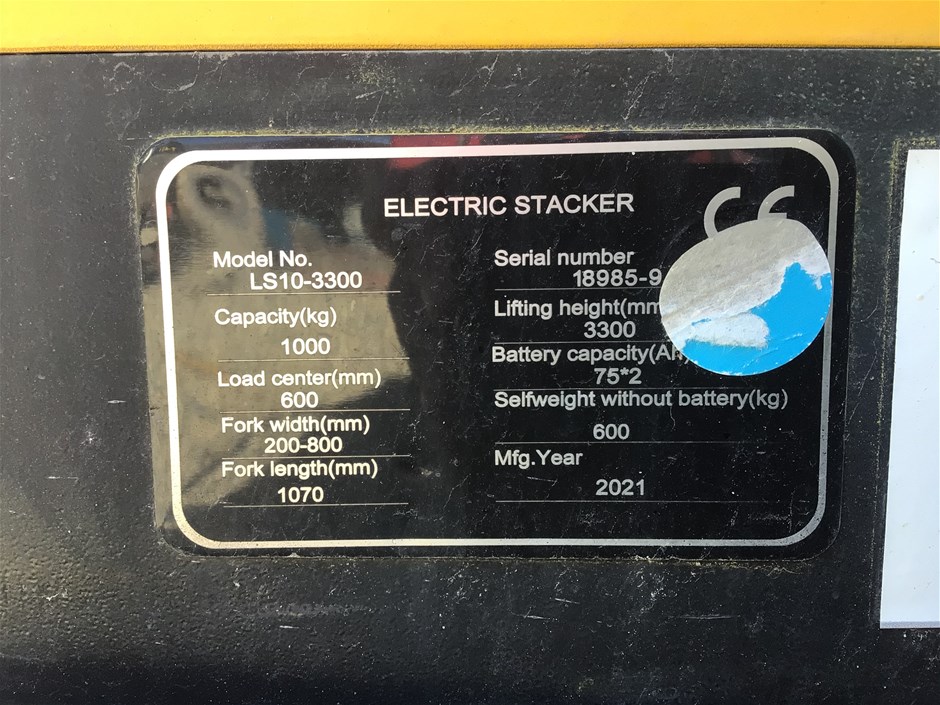 ELECTRIC STACKER
CE
Model No.
LS10-3300
Capacity(kg)
1000
Load center(mm)
600
Fork width(mm)
200-800
Fork length(mm)
1070
Serial number
18985-9
Lifting height(mm
3300
Battery capacity(Ah)
75*2
Selfweight without battery(kg)
600
Mfg.Year
2021